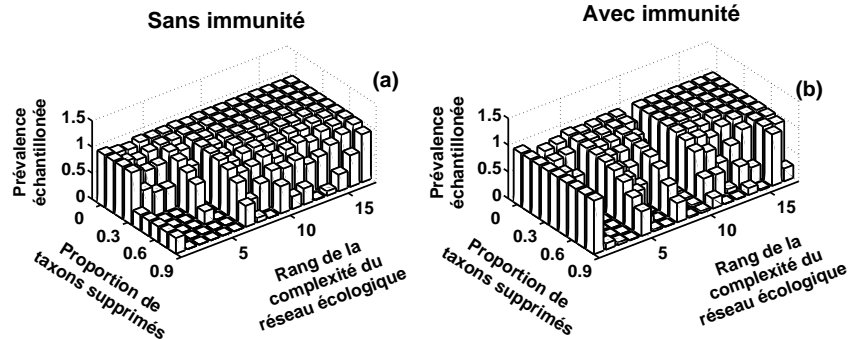 Sans immunité
(a)
1.5
1
0.5
0
Prévalence
échantillonée
0
0.3
0.6
0.9
Proportion de
taxons supprimés
5
10
15
Rang de la
complexité du
réseau écologique
Avec immunité
(b)
1.5
1
0.5
0
Prévalence
échantillonée
0
0.3
0.6
0.9
Proportion de
taxons supprimés
5
10
15
Rang de la
complexité du
réseau écologique